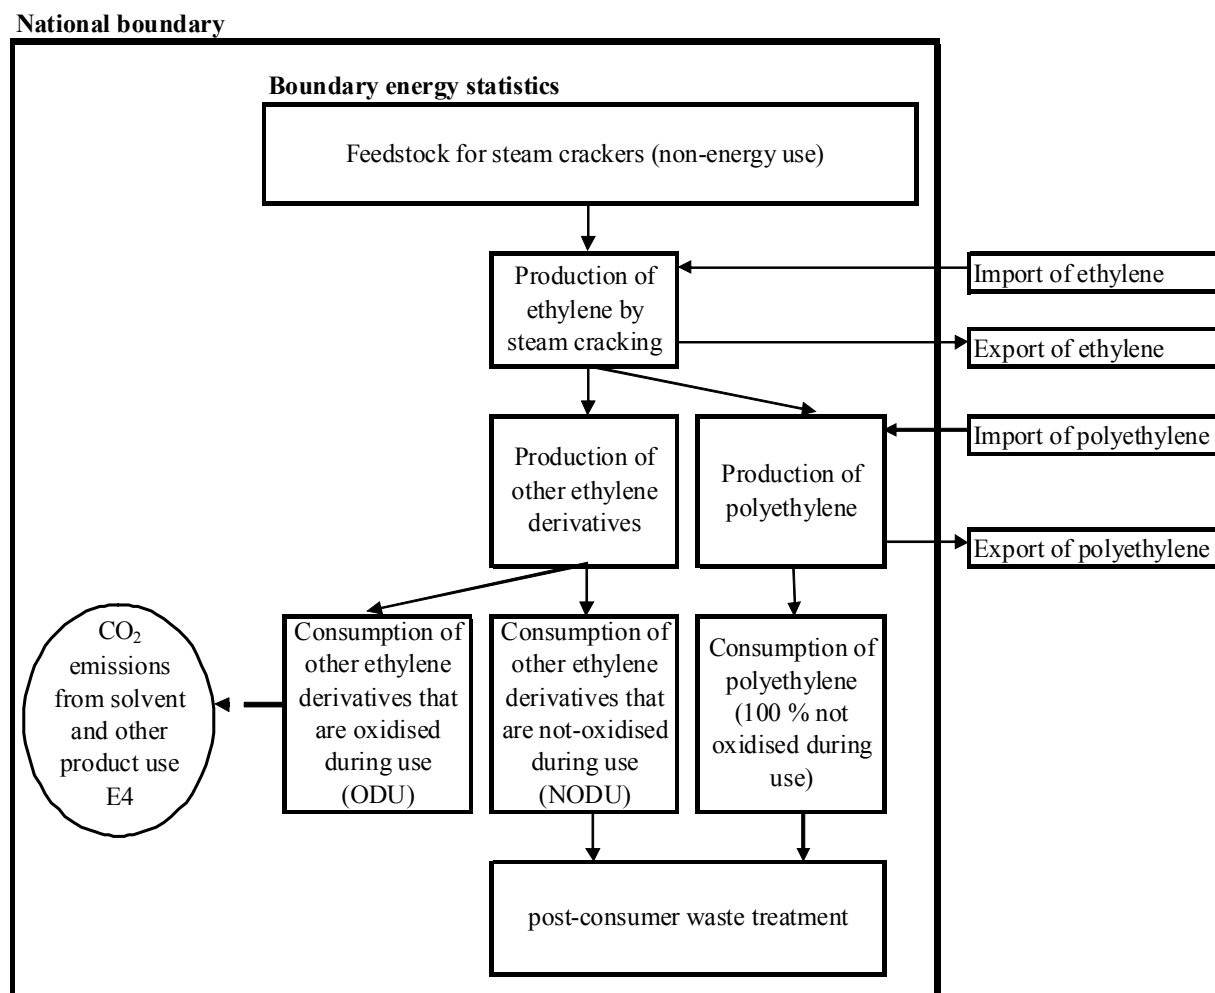 National boundary
Boundary energy statistics
Feedstock for steam crackers (non-energy use)
Production of
ethylene by
steam cracking
Import of ethylene
Export of ethylene
Production of
other ethylene
derivatives
Production of
polyethylene
Import of polyethylene
Export of polyethylene
CO₂
emissions
from solvent
and other
product use
E4
Consumption of
other ethylene
derivatives that
are oxidised
during use
(ODU)
Consumption of
other ethylene
derivatives that
are not-oxidised
during use
(NODU)
Consumption of
polyethylene
(100 % not
oxidised during
use)
post-consumer waste treatment